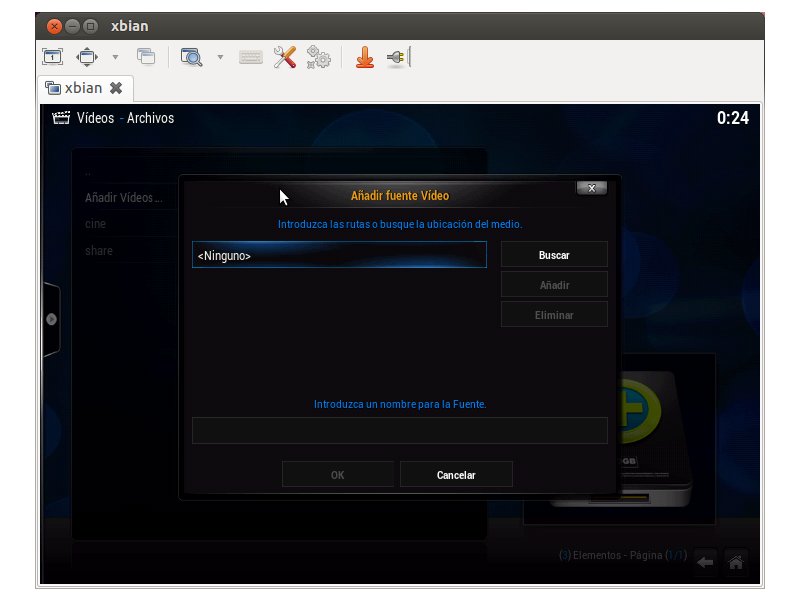 xbian
xbian
Vídeos - Archivos
0:24
..
Añadir Vídeos...
cine
share
Añadir fuente Vídeo
Introduzca las rutas o busque la ubicación del medio.
<Ninguno>
Buscar
Añadir
Eliminar
Introduzca un nombre para la Fuente.
OK
Cancelar
GB
(3) Elementos - Página (1/1)